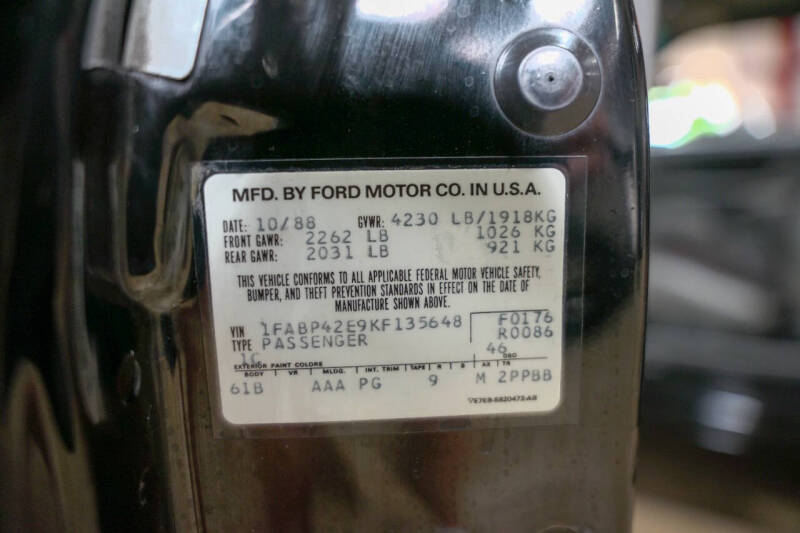 MFD. BY FORD MOTOR CO. IN U.S.A.
DATE: 10/88 GVWR: 4230 LB/1918KG
FRONT GAWR: 2262 LB 1026 KG
REAR GAWR: 2031 LB 921 KG
THIS VEHICLE CONFORMS TO ALL APPLICABLE FEDERAL MOTOR VEHICLE SAFETY,
BUMPER, AND THEFT PREVENTION STANDARDS IN EFFECT ON THE DATE OF
MANUFACTURE SHOWN ABOVE.
VIN 1FABP42E9KF135648 F0176
TYPE PASSENGER R0086
1C 46
EXTERIOR PAINT COLORS DSO
BODY VR MLDG. INT. TRIM TAPE R S AX TR
61B AAA PG 9 M 2PPBB